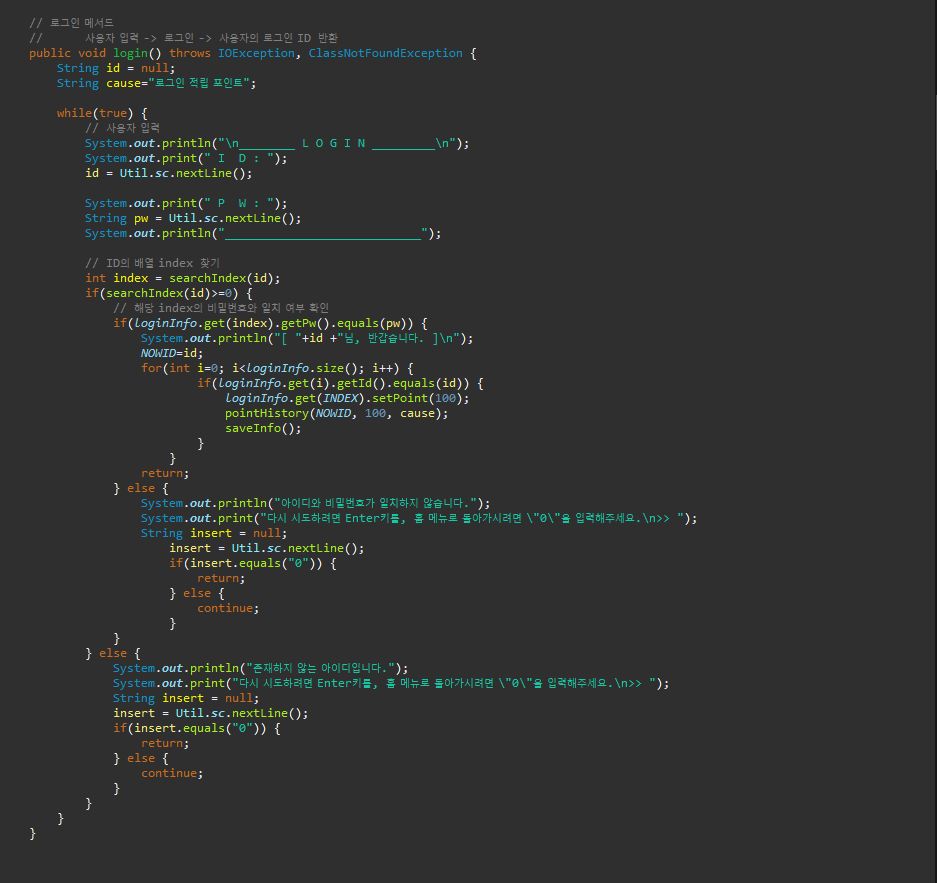 // 로그인 메서드
//      사용자 입력 -> 로그인 -> 사용자의 로그인 ID 반환
public void login() throws IOException, ClassNotFoundException {
    String id = null;
    String cause="로그인 적립 포인트";

    while(true) {
        // 사용자 입력
        System.out.println("\n________ L O G I N _________\n");
        System.out.print(" I  D : ");
        id = Util.sc.nextLine();

        System.out.print(" P  W : ");
        String pw = Util.sc.nextLine();
        System.out.println("____________________________");

        // ID의 배열 index 찾기
        int index = searchIndex(id);
        if(searchIndex(id)>=0) {
            // 해당 index의 비밀번호와 일치 여부 확인
            if(loginInfo.get(index).getPw().equals(pw)) {
                System.out.println("[ "+id +"님, 반갑습니다. ]\n");
                NOWID=id;
                for(int i=0; i<loginInfo.size(); i++) {
                        if(loginInfo.get(i).getId().equals(id)) {
                            loginInfo.get(INDEX).setPoint(100);
                            pointHistory(NOWID, 100, cause);
                            saveInfo();
                        }
                    }
                return;
            } else {
                System.out.println("아이디와 비밀번호가 일치하지 않습니다.");
                System.out.print("다시 시도하려면 Enter키를, 홈 메뉴로 돌아가시려면 \"0\"을 입력해주세요.\n>> ");
                String insert = null;
                    insert = Util.sc.nextLine();
                    if(insert.equals("0")) {
                        return;
                    } else {
                        continue;
                    }
            }
        } else {
            System.out.println("존재하지 않는 아이디입니다.");
            System.out.print("다시 시도하려면 Enter키를, 홈 메뉴로 돌아가시려면 \"0\"을 입력해주세요.\n>> ");
            String insert = null;
            insert = Util.sc.nextLine();
            if(insert.equals("0")) {
                return;
            } else {
                continue;
            }
        }
    }
}